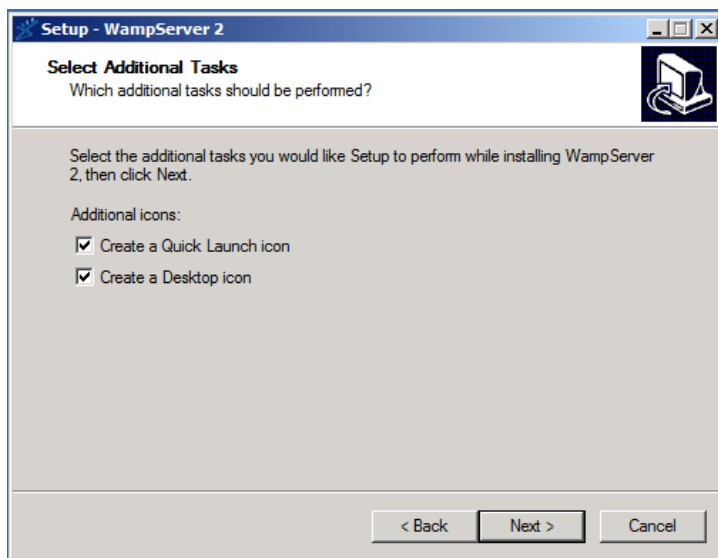 Setup - WampServer 2
Select Additional Tasks
Which additional tasks should be performed?
Select the additional tasks you would like Setup to perform while installing WampServer
2, then click Next.
Additional icons:
Create a Quick Launch icon
Create a Desktop icon
< Back Next > Cancel